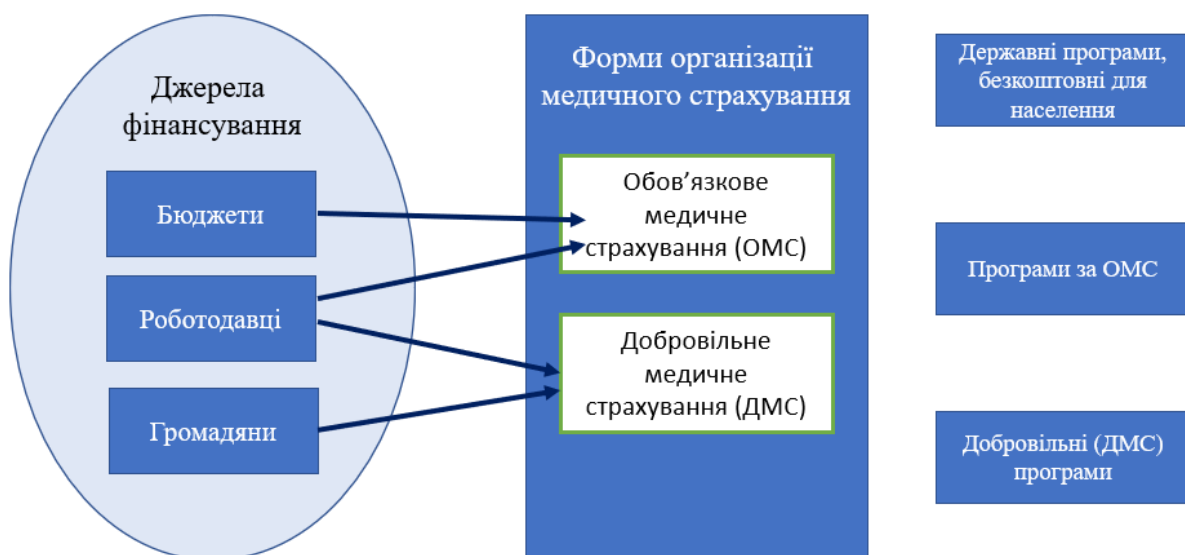 Джерела
фінансування
Бюджети
Роботодавці
Громадяни
Форми організації
медичного страхування
Обов’язкове
медичне
страхування (ОМС)
Добровільне
медичне
страхування (ДМС)
Державні програми,
безкоштовні для
населення
Програми за ОМС
Добровільні (ДМС)
програми